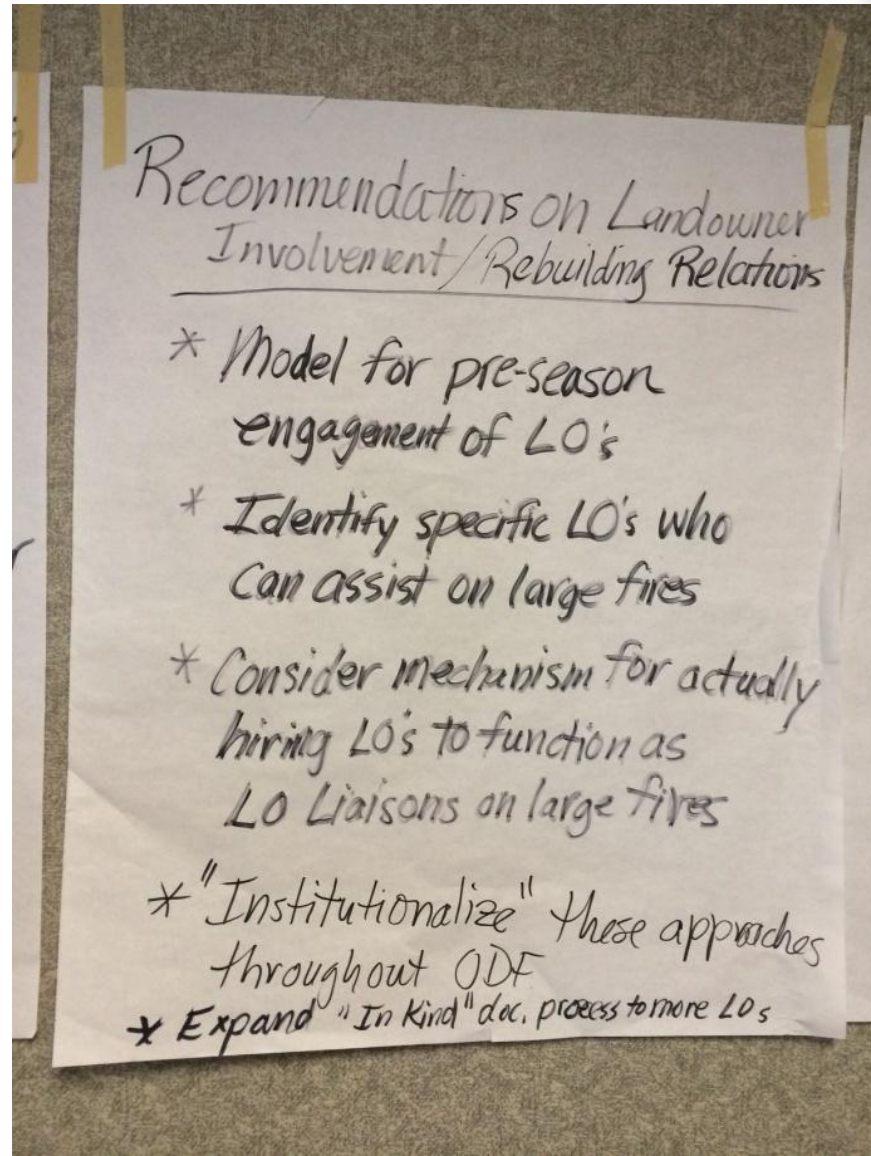 Recommendations on Landowner
Involvement/Rebuilding Relations
* Model for pre-season
engagement of LO's
* Identify specific LO's who
Can assist on large fires
* Consider mechanism for actually
hiring LO's to function as
LO Liaisons on large fires
* "Institutionalize" these approaches
throughout ODF
* Expand "In Kind" doc. process to more LOs